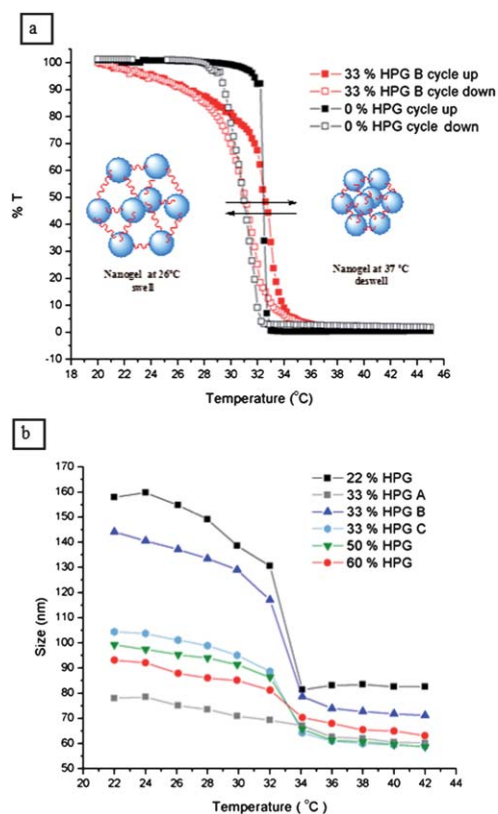 a
100
90
80
70
60
50
40
30
20
10
0
% T
33 % HPG B cycle up
33 % HPG B cycle down
0 % HPG cycle up
0 % HPG cycle down
Nanogel at 26°C
swell
Nanogel at 37 °C
deswell
18 20 22 24 26 28 30 32 34 36 38 40 42 44 46
Temperature (°C)
b
170
160
150
140
130
120
110
100
90
80
70
60
50
Size (nm)
22 % HPG
33 % HPG A
33 % HPG B
33 % HPG C
50 % HPG
60 % HPG
20 22 24 26 28 30 32 34 36 38 40 42 44
Temperature ( °C)